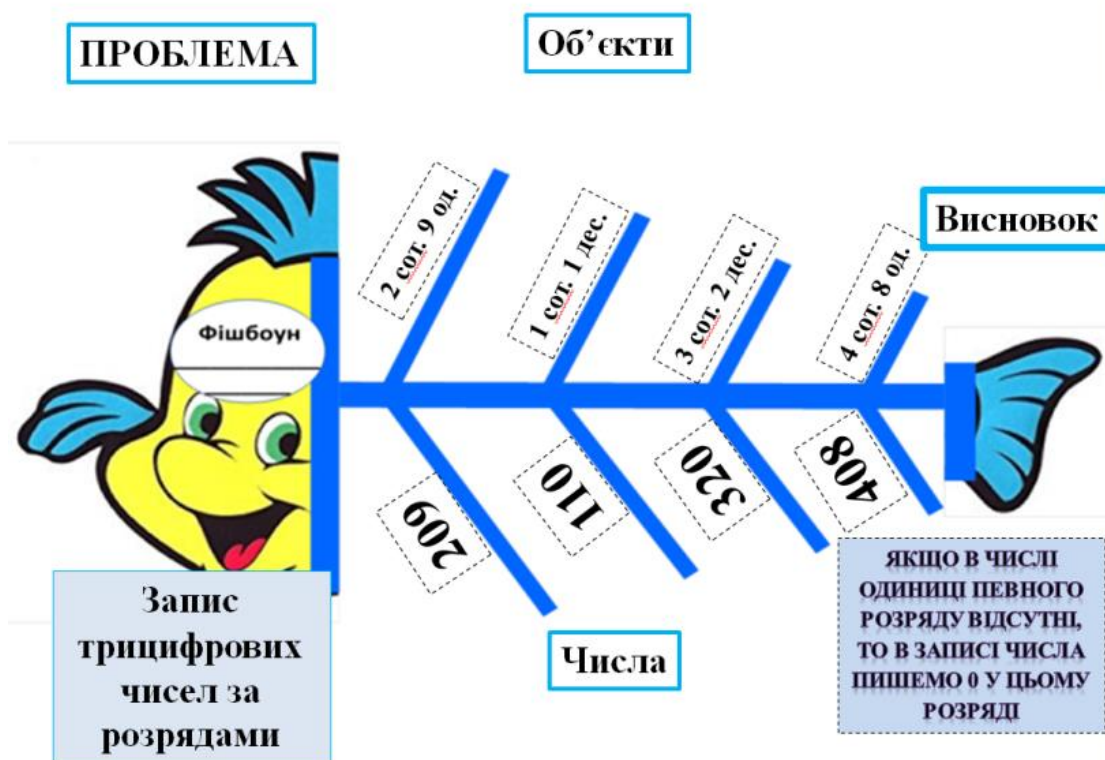 ПРОБЛЕМА
Об’єкти
2 сот. 9 од.
1 сот. 1 дес.
3 сот. 2 дес.
4 сот. 8 од.
Висновок
Фішбоун
209
110
320
408
Запис
трицифрових
чисел за
розрядами
Числа
ЯКЩО В ЧИСЛІ
ОДИНИЦІ ПЕВНОГО
РОЗРЯДУ ВІДСУТНІ,
ТО В ЗАПИСІ ЧИСЛА
ПИШЕМО 0 У ЦЬОМУ
РОЗРЯДІ